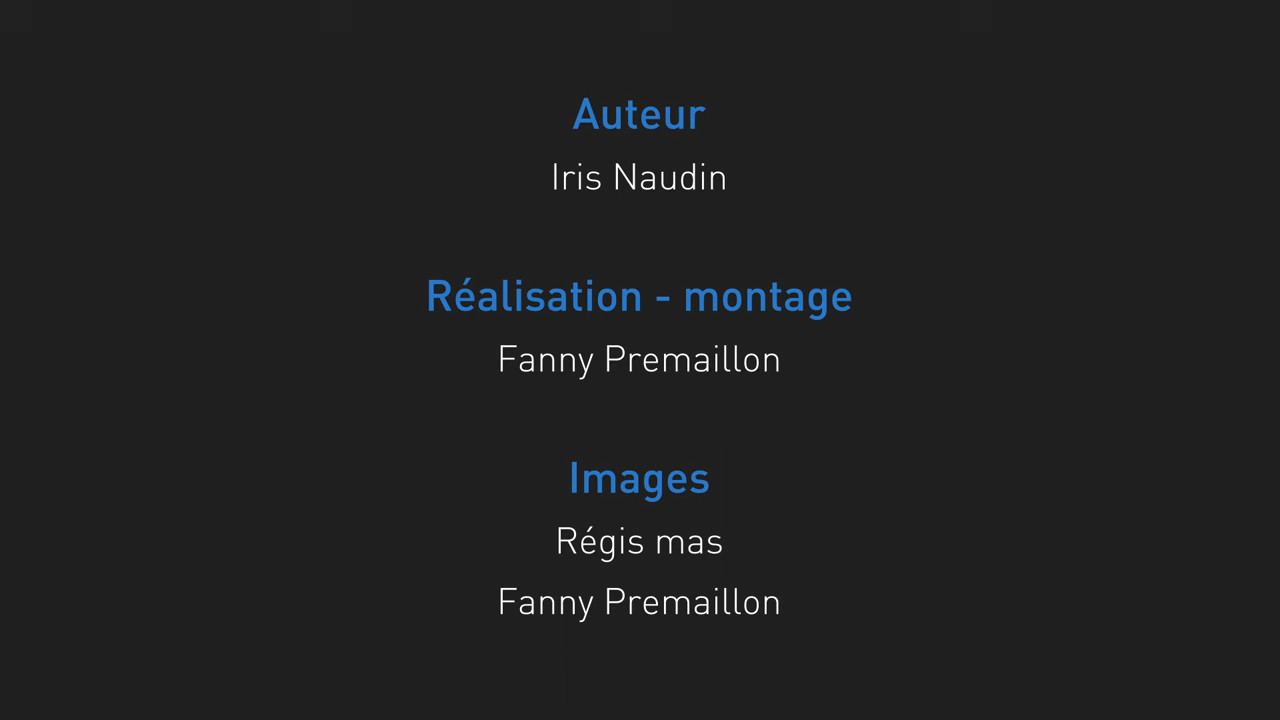 Auteur
Iris Naudin
Réalisation - montage
Fanny Premaillon
Images
Régis mas
Fanny Premaillon